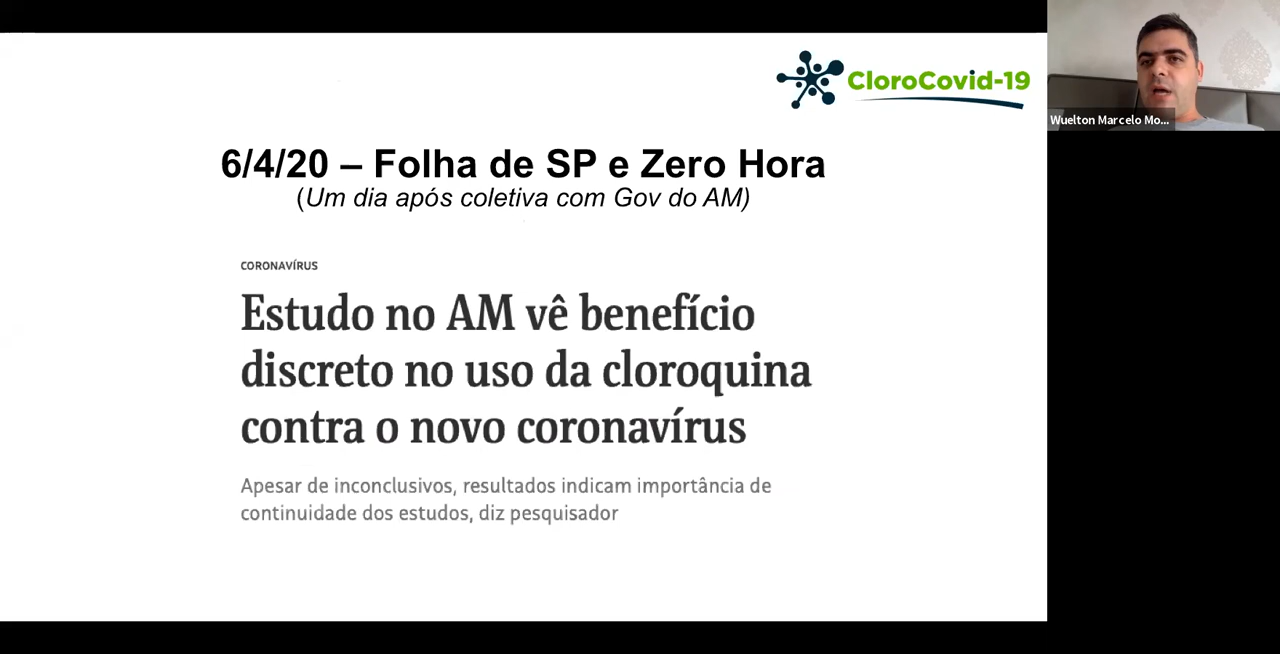 CloroCovid-19
Wuelton Marcelo Mo...
6/4/20 – Folha de SP e Zero Hora
(Um dia após coletiva com Gov do AM)
CORONAVÍRUS
Estudo no AM vê benefício
discreto no uso da cloroquina
contra o novo coronavírus
Apesar de inconclusivos, resultados indicam importância de
continuidade dos estudos, diz pesquisador